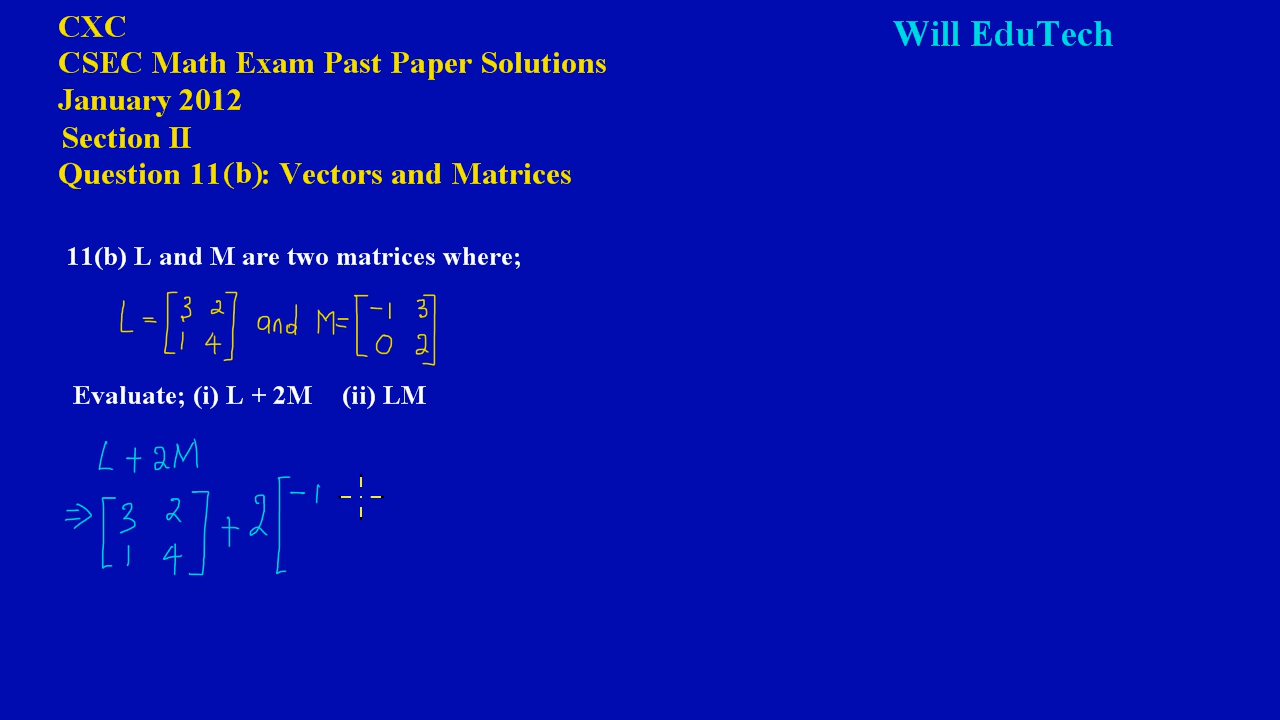 CXC
Will EduTech
CSEC Math Exam Past Paper Solutions
January 2012
Section II
Question 11(b): Vectors and Matrices
11(b) L and M are two matrices where;
L = [3 2 and M = [-1 3
1 4] 0 2]
Evaluate; (i) L + 2M (ii) LM
L + 2M
⇒ [3 2 + 2 [-1
1 4]